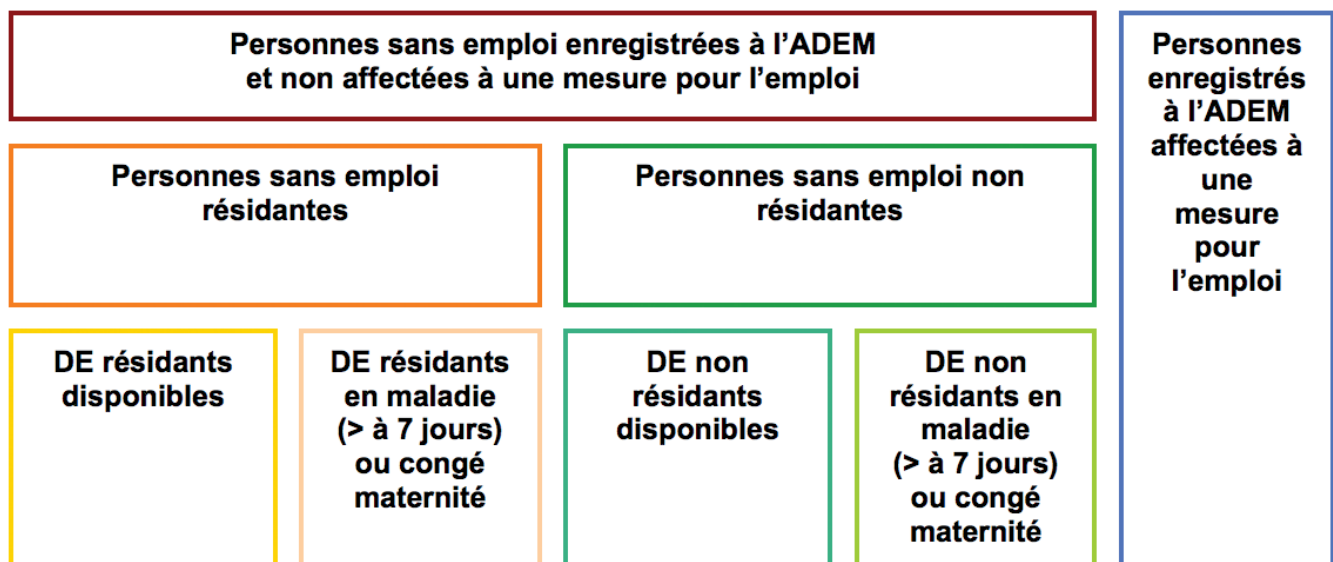 Personnes sans emploi enregistrées à l'ADEM
et non affectées à une mesure pour l'emploi
Personnes
enregistrés
à l'ADEM
affectées à
une
mesure
pour
l'emploi
Personnes sans emploi
résidantes
Personnes sans emploi non
résidantes
DE résidants
disponibles
DE résidants
en maladie
(> à 7 jours)
ou congé
maternité
DE non
résidants
disponibles
DE non
résidants en
maladie
(> à 7 jours)
ou congé
maternité